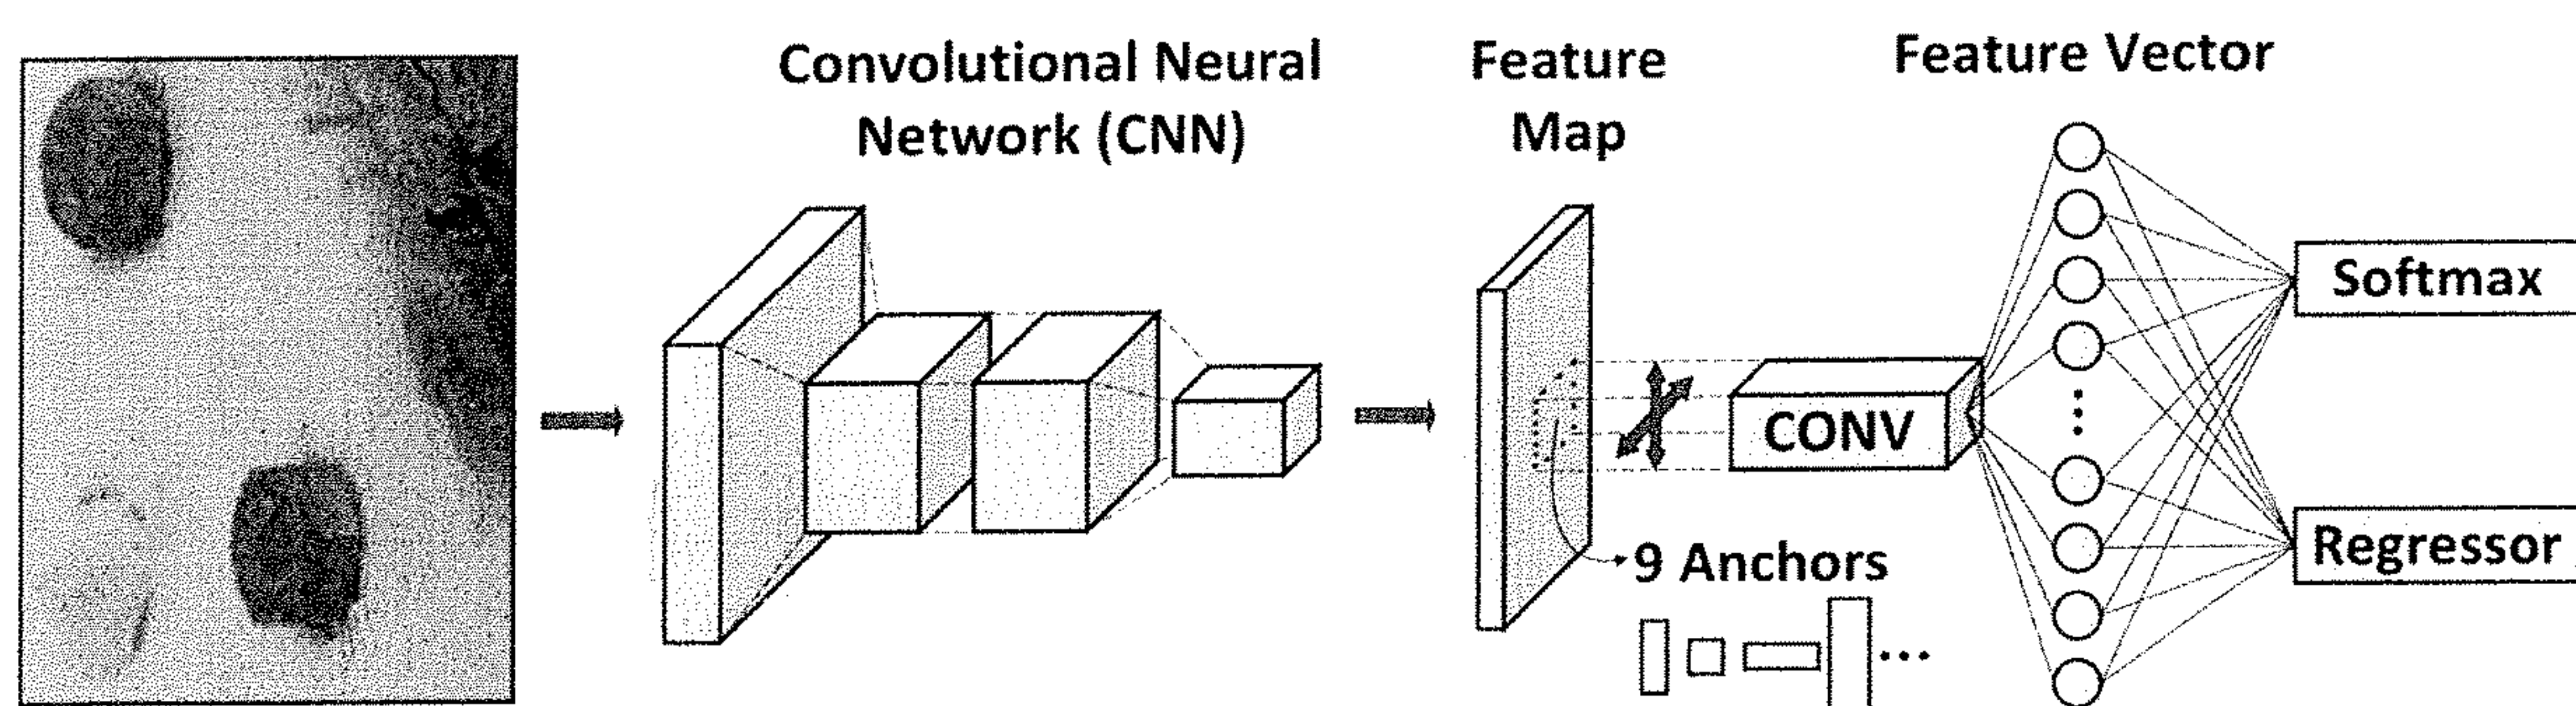 Convolutional Neural
Network (CNN)
Feature
Map
Feature Vector
CONV
Softmax
Regressor
9 Anchors